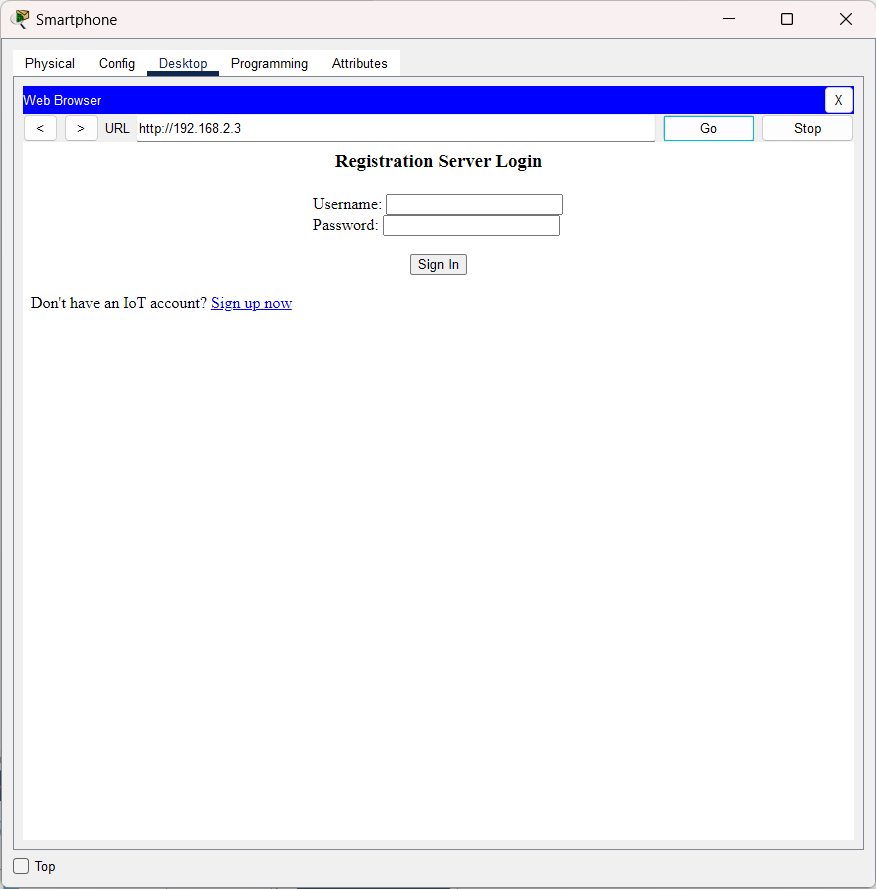 Smartphone
Physical Config Desktop Programming Attributes
Web Browser X
< > URL http://192.168.2.3 Go Stop
Registration Server Login
Username:
Password:
Sign In
Don't have an IoT account? Sign up now
Top